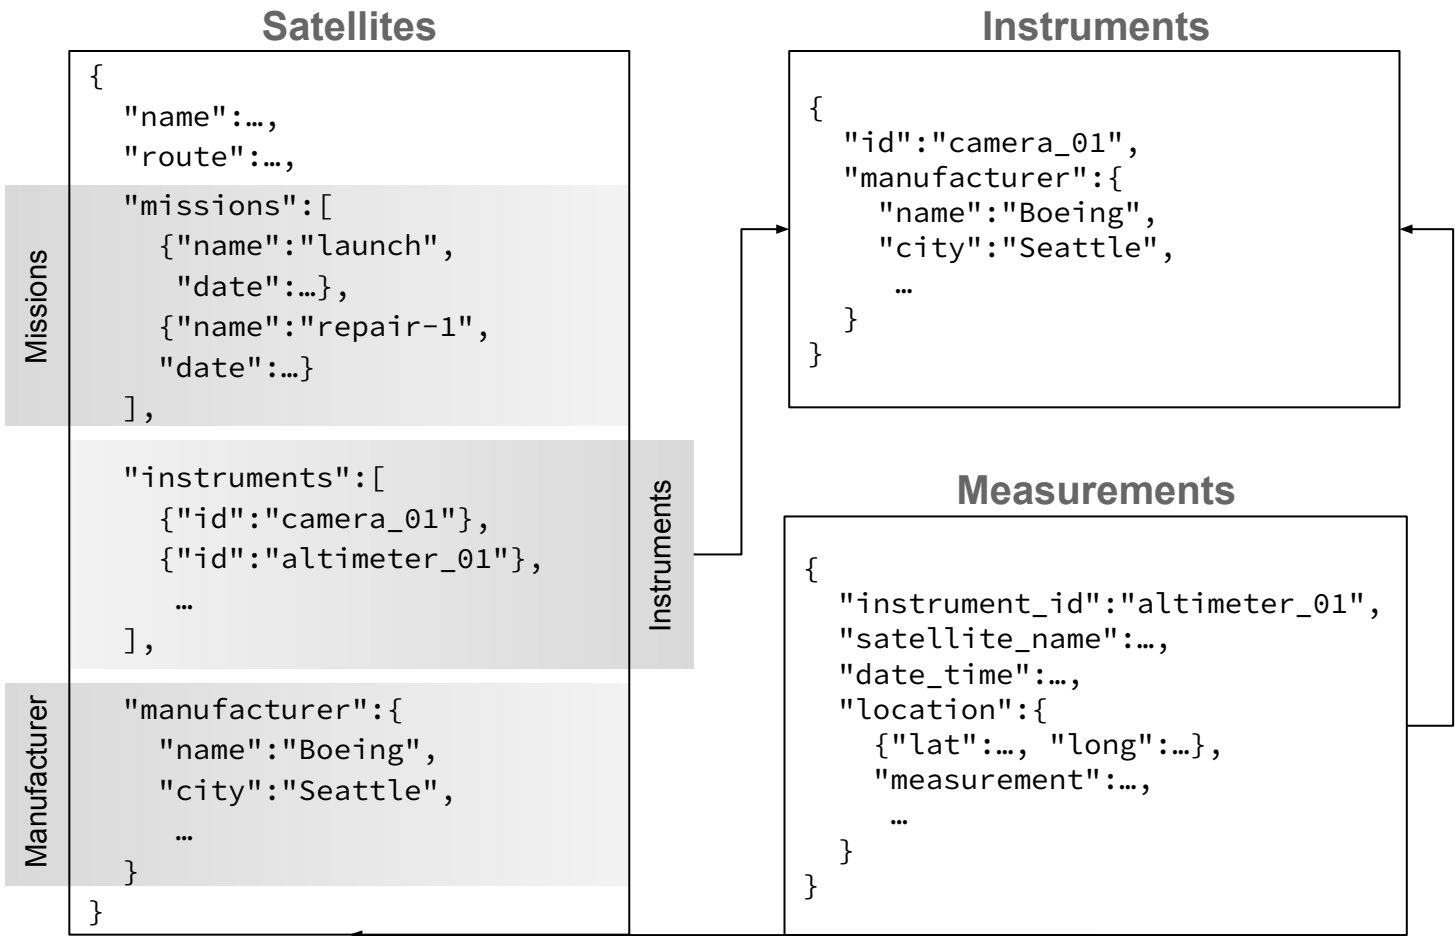 Satellites
{
"name":…,
"route":…,
Missions
"missions":[
{"name":"launch",
"date":…},
{"name":"repair-1",
"date":…}
],
"instruments":[
{"id":"camera_01"},
{"id":"altimeter_01"},
…
],
Instruments
Manufacturer
"manufacturer":{
"name":"Boeing",
"city":"Seattle",
…
}
}
Instruments
{
"id":"camera_01",
"manufacturer":{
"name":"Boeing",
"city":"Seattle",
…
}
}
Measurements
{
"instrument_id":"altimeter_01",
"satellite_name":…,
"date_time":…,
"location":{
{"lat":…, "long":…},
"measurement":…,
…
}
}